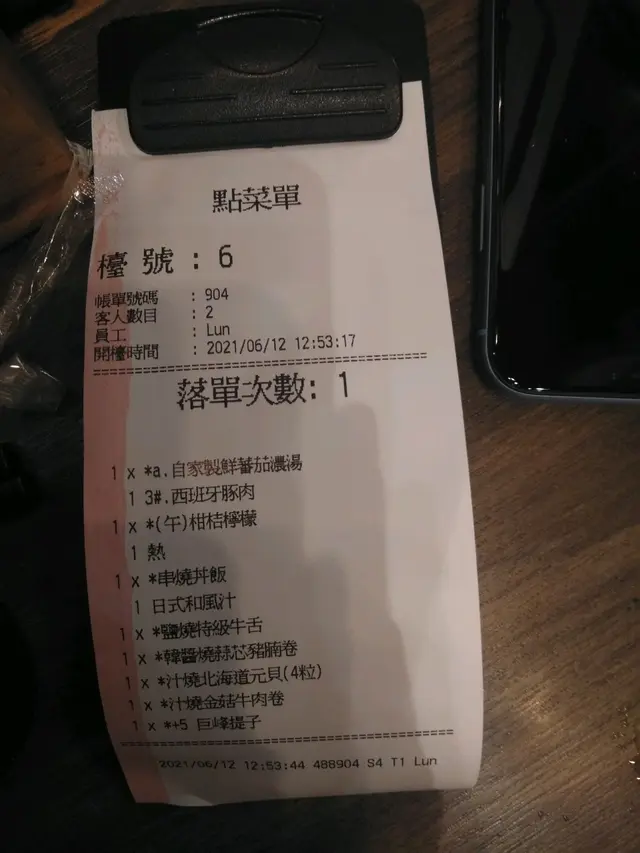 點菜單
檯 號 : 6
帳單號碼 : 904
客人數目 : 2
員工 : Lun
開檯時間 : 2021/06/12 12:53:17
落單次數: 1
1 x *a.自家製鮮蕃茄濃湯
1 3#.西班牙豚肉
1 x *(午)柑桔檸檬
1 熱
1 x *串燒丼飯
1 日式和風汁
1 x *鹽燒特級牛舌
1 x *韓醬燒蒜芯豬腩卷
1 x *汁燒北海道元貝(4粒)
1 x *汁燒金菇牛肉卷
1 x *+5 巨峰提子
2021/06/12 12:53:44 488904 S4 T1 Lun